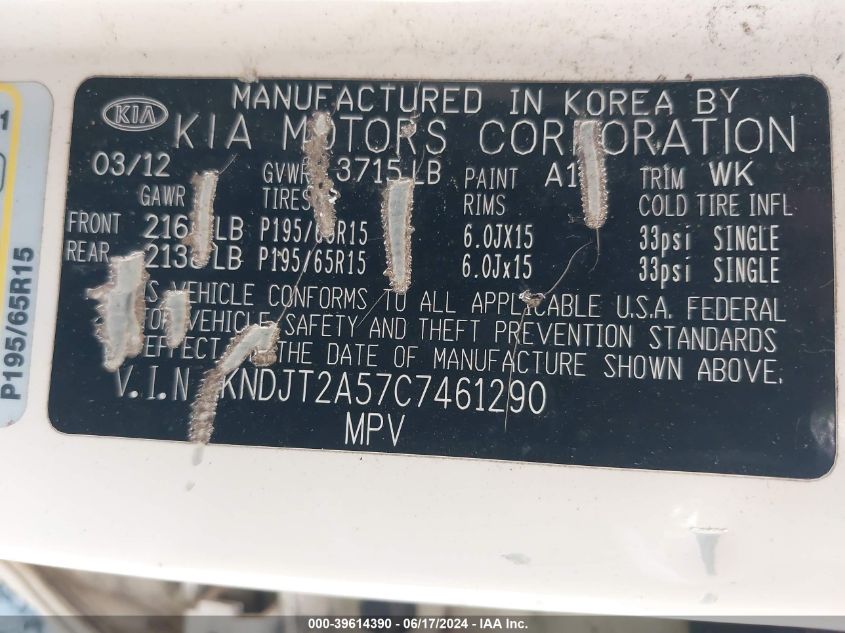 MANUFACTURED IN KOREA BY
KIA
KIA MOTORS CORPORATION
03/12 GVWR 3715 LB PAINT A1 TRIM WK
GAWR TIRES RIMS COLD TIRE INFL
FRONT LB P195/65R15 6.0JX15 33psi SINGLE
REAR LB P195/65R15 6.0Jx15 33psi SINGLE
VEHICLE CONFORMS TO ALL APPLICABLE U.S.A. FEDERAL
VEHICLE SAFETY AND THEFT PREVENTION STANDARDS
EFFECT THE DATE OF MANUFACTURE SHOWN ABOVE.
V.I.N KNDJT2A57C7461290
MPV
P195/65R15
000-39614390 - 06/17/2024 - IAA Inc.